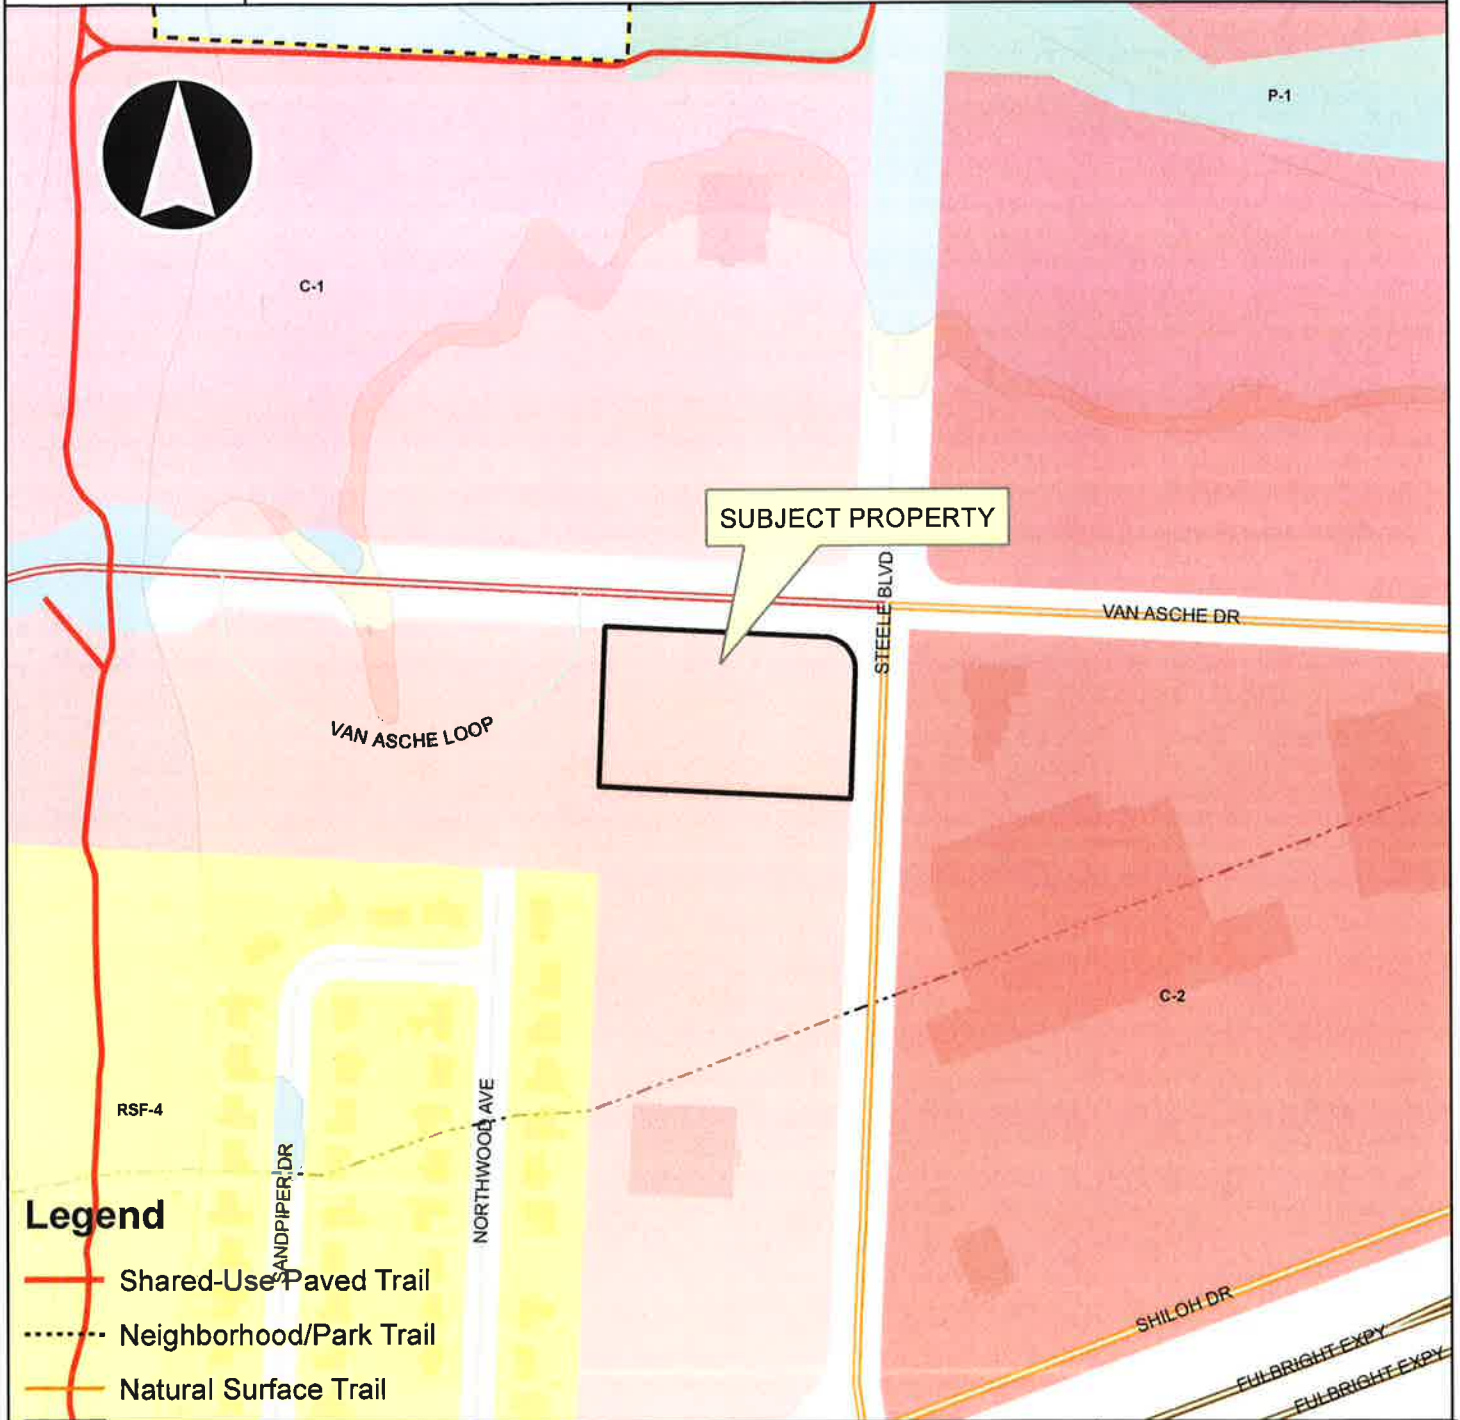 P-1
C-1
SUBJECT PROPERTY
STEELE BLVD
VAN ASCHE DR
VAN ASCHE LOOP
C-2
RSF-4
NORTHWOOD AVE
SANDPIPER DR
Legend
Shared-Use Paved Trail
Neighborhood/Park Trail
Natural Surface Trail
SHILOH DR
FULBRIGHT EXPY
FULBRIGHT EXPY